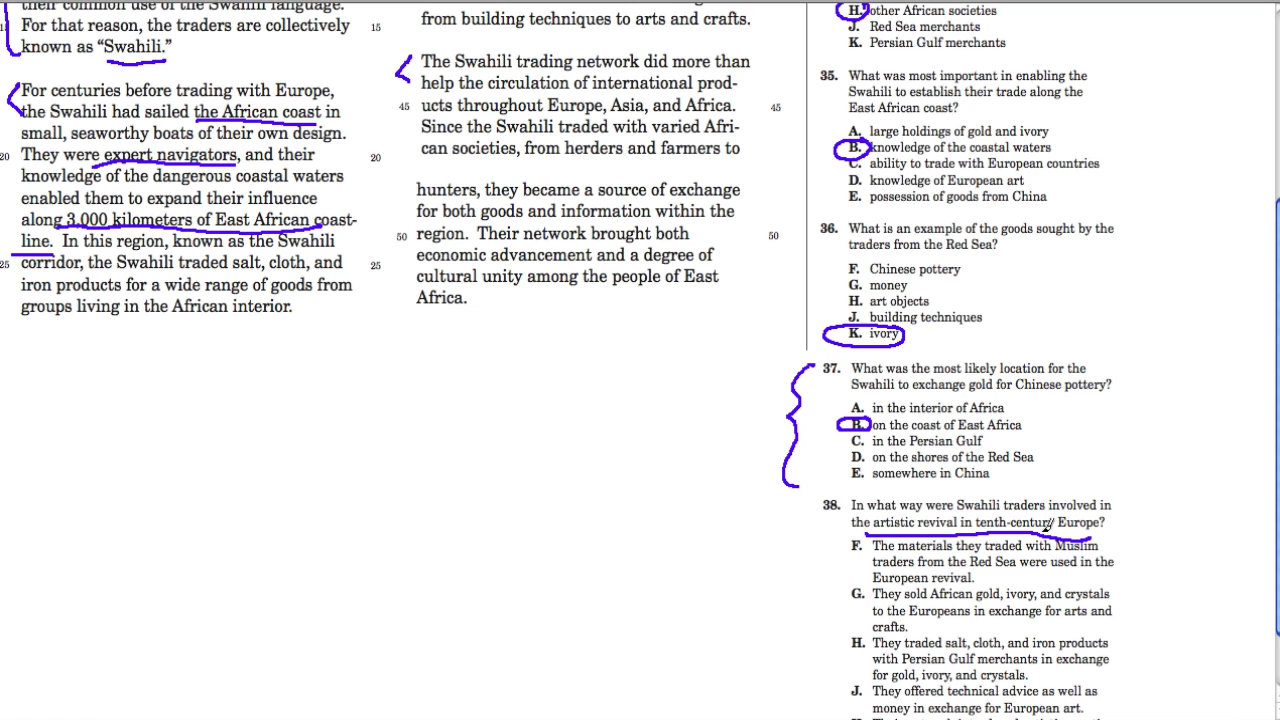 their common use of the Swahili language.
For that reason, the traders are collectively
known as “Swahili.”
For centuries before trading with Europe,
the Swahili had sailed the African coast in
small, seaworthy boats of their own design.
20 They were expert navigators, and their
knowledge of the dangerous coastal waters
enabled them to expand their influence
along 3,000 kilometers of East African coast-
line. In this region, known as the Swahili
25 corridor, the Swahili traded salt, cloth, and
iron products for a wide range of goods from
groups living in the African interior.
15
20
25
from building techniques to arts and crafts.
The Swahili trading network did more than
help the circulation of international prod-
45 ucts throughout Europe, Asia, and Africa.
Since the Swahili traded with varied Afri-
can societies, from herders and farmers to
hunters, they became a source of exchange
for both goods and information within the
50 region. Their network brought both
economic advancement and a degree of
cultural unity among the people of East
Africa.
45
50
H. other African societies
J. Red Sea merchants
K. Persian Gulf merchants
35. What was most important in enabling the
Swahili to establish their trade along the
East African coast?
A. large holdings of gold and ivory
B. knowledge of the coastal waters
C. ability to trade with European countries
D. knowledge of European art
E. possession of goods from China
36. What is an example of the goods sought by the
traders from the Red Sea?
F. Chinese pottery
G. money
H. art objects
J. building techniques
K. ivory
37. What was the most likely location for the
Swahili to exchange gold for Chinese pottery?
A. in the interior of Africa
B. on the coast of East Africa
C. in the Persian Gulf
D. on the shores of the Red Sea
E. somewhere in China
38. In what way were Swahili traders involved in
the artistic revival in tenth-century Europe?
F. The materials they traded with Muslim
traders from the Red Sea were used in the
European revival.
G. They sold African gold, ivory, and crystals
to the Europeans in exchange for arts and
crafts.
H. They traded salt, cloth, and iron products
with Persian Gulf merchants in exchange
for gold, ivory, and crystals.
J. They offered technical advice as well as
money in exchange for European art.